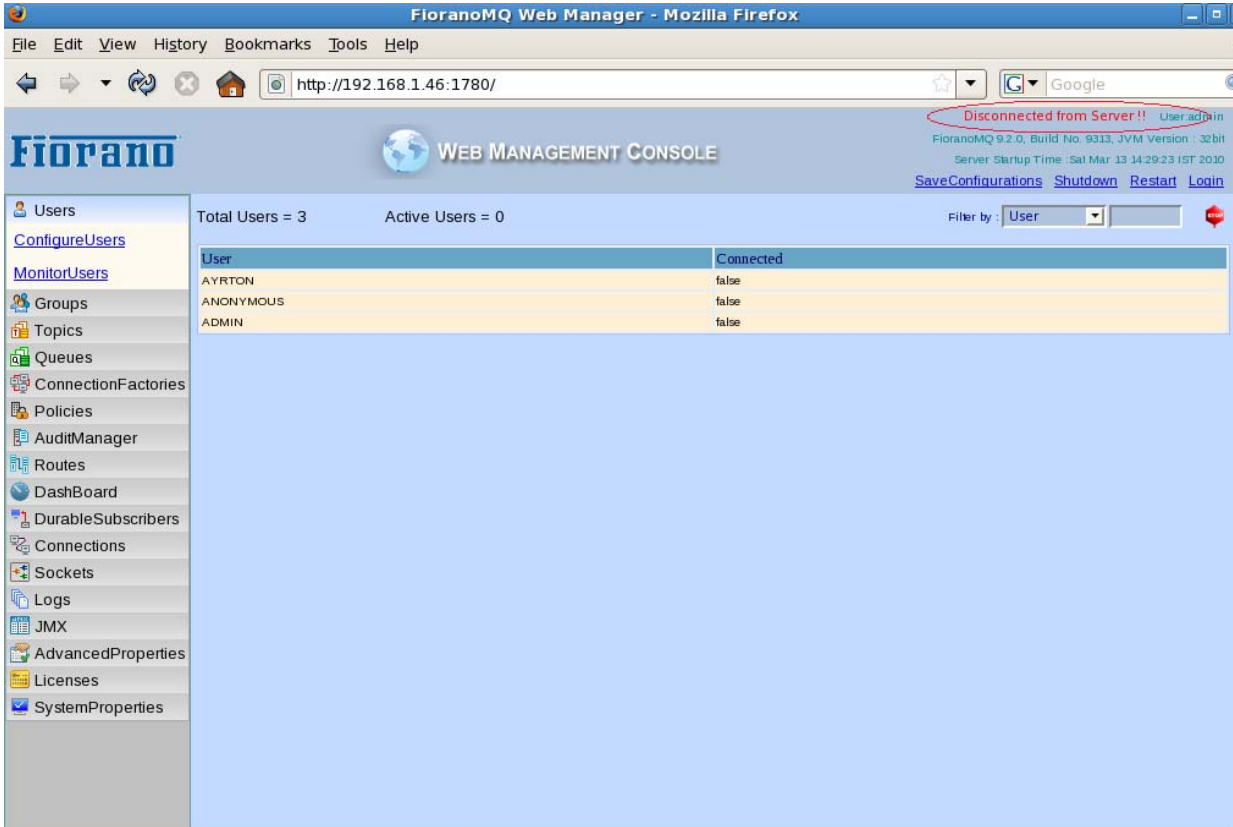 FioranoMQ Web Manager - Mozilla Firefox
File Edit View History Bookmarks Tools Help
http://192.168.1.46:1780/
G Google
Disconnected from Server !! User:admin
FioranoMQ 9.2.0, Build No. 9313, JVM Version : 32bit
Server Startup Time :Sat Mar 13 14:29:23 IST 2010
Fiorano
WEB MANAGEMENT CONSOLE
SaveConfigurations Shutdown Restart Login
Users
ConfigureUsers
MonitorUsers
Groups
Topics
Queues
ConnectionFactories
Policies
AuditManager
Routes
DashBoard
DurableSubscribers
Connections
Sockets
Logs
JMX
AdvancedProperties
Licenses
SystemProperties
Total Users = 3 Active Users = 0 Filter by : User STOP
User Connected
AYRTON false
ANONYMOUS false
ADMIN false